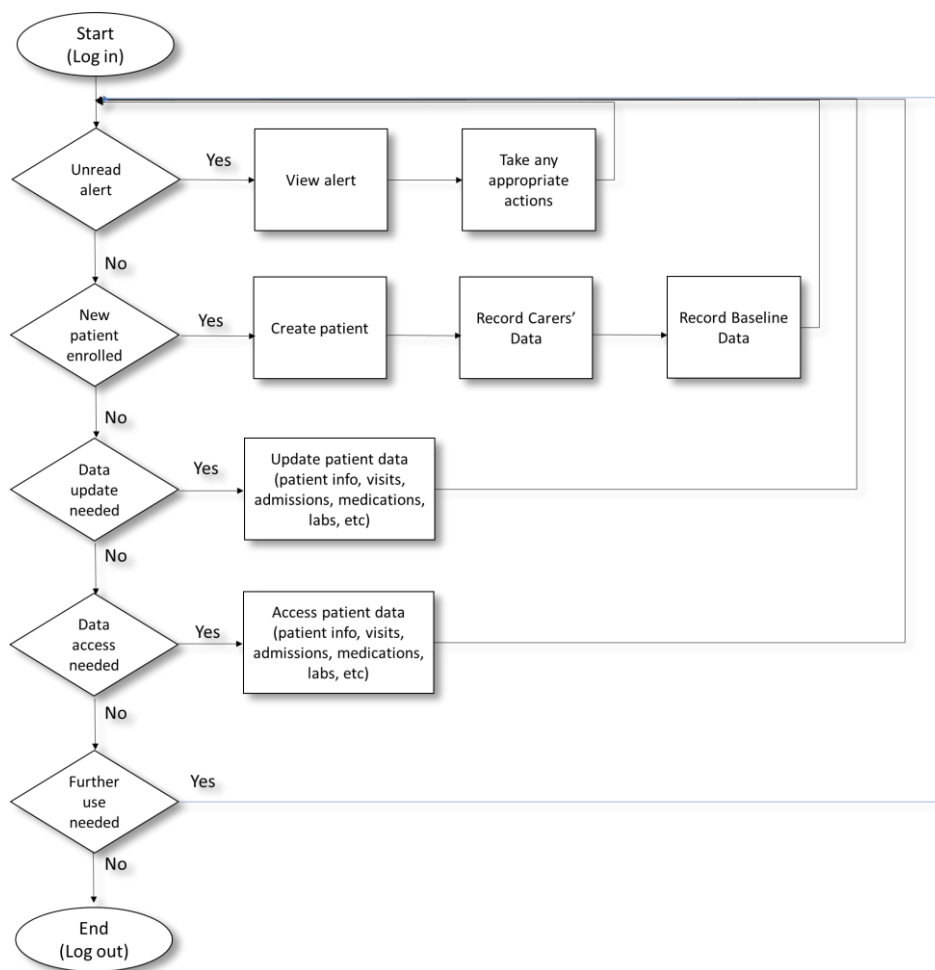 Start
(Log in)
Unread
alert
Yes
View alert
Take any
appropriate
actions
No
New
patient
enrolled
Yes
Create patient
Record Carers’
Data
Record Baseline
Data
No
Data
update
needed
Yes
Update patient data
(patient info, visits,
admissions, medications,
labs, etc)
No
Data
access
needed
Yes
Access patient data
(patient info, visits,
admissions, medications,
labs, etc)
No
Further
use
needed
Yes
No
End
(Log out)